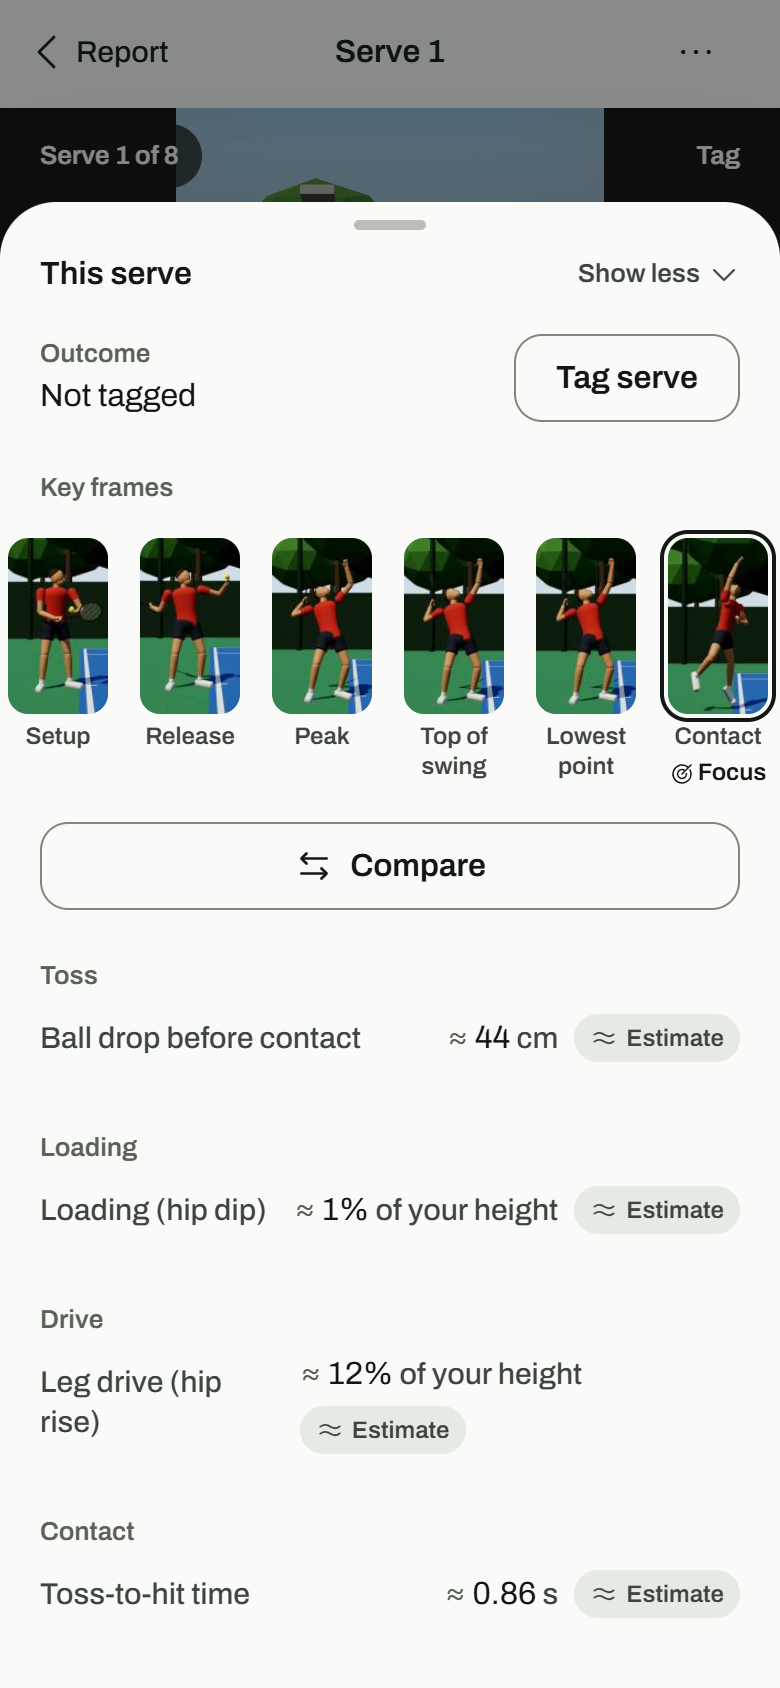 Report
Serve 1
Serve 1 of 8
Tag
This serve
Show less
Outcome
Not tagged
Tag serve
Key frames
Setup
Release
Peak
Top of
swing
Lowest
point
Contact
Focus
Compare
Toss
Ball drop before contact
≈ 44 cm
Estimate
Loading
Loading (hip dip)
≈ 1% of your height
Estimate
Drive
Leg drive (hip
rise)
≈ 12% of your height
Estimate
Contact
Toss-to-hit time
≈ 0.86 s
Estimate